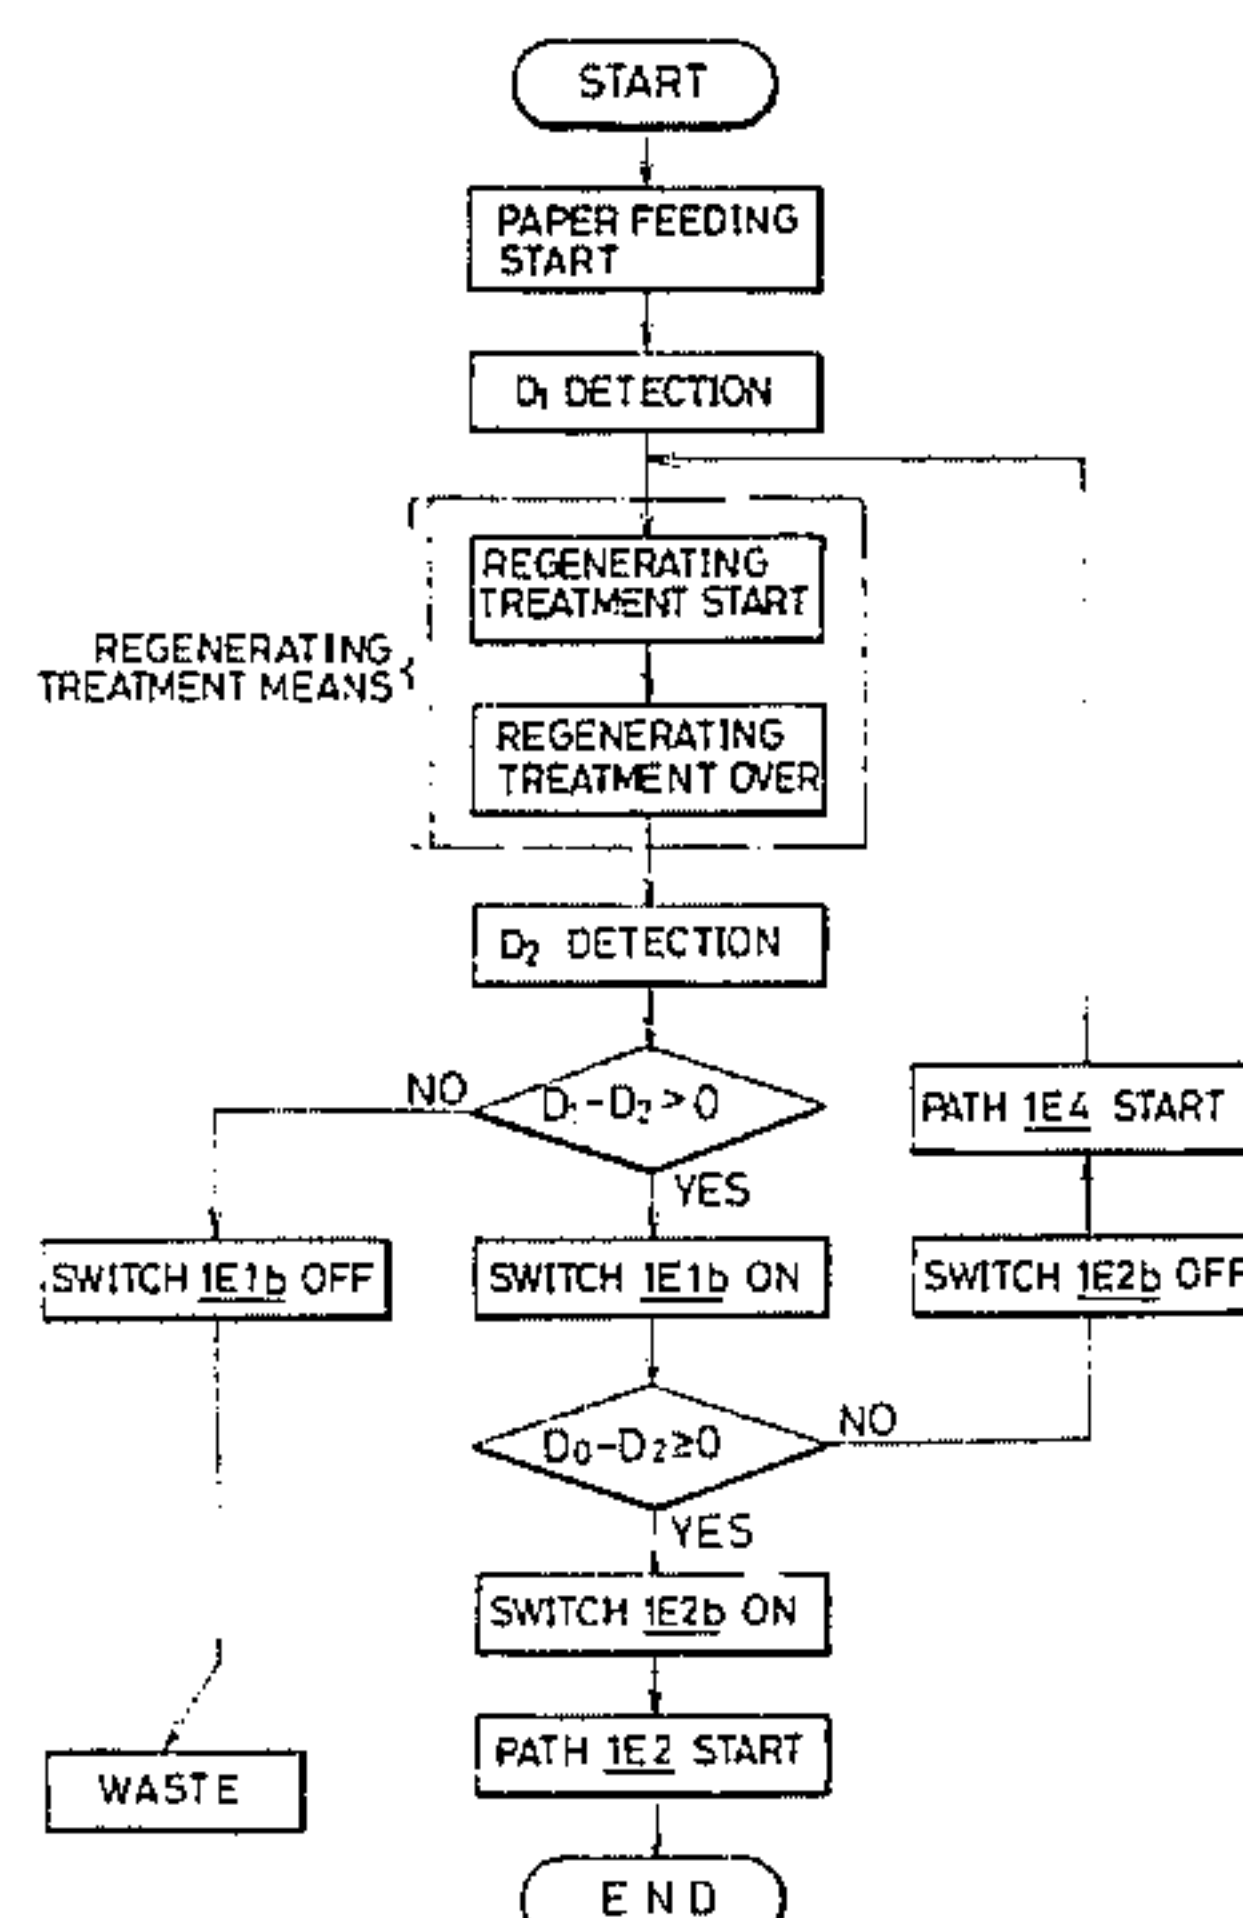 START
PAPER FEEDING
START
D₁ DETECTION
REGENERATING
TREATMENT START
REGENERATING
TREATMENT MEANS
REGENERATING
TREATMENT OVER
D₂ DETECTION
NO
D₁-D₂>0
PATH 1E4 START
YES
SWITCH 1E1b OFF
SWITCH 1E1b ON
SWITCH 1E2b OFF
D₀-D₂≥0
NO
YES
SWITCH 1E2b ON
PATH 1E2 START
WASTE
END